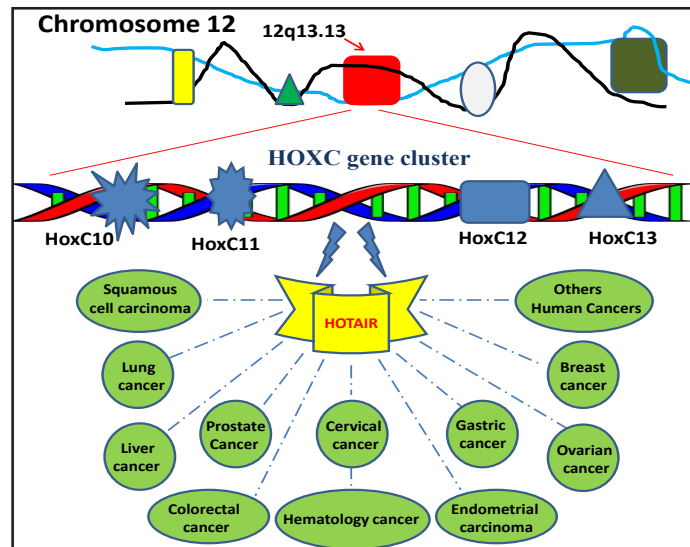 Chromosome 12
12q13.13
HOXC gene cluster
HoxC10
HoxC11
HoxC12
HoxC13
Squamous
cell carcinoma
Others
Human Cancers
HOTAIR
Lung
cancer
Breast
cancer
Liver
cancer
Prostate
Cancer
Cervical
cancer
Gastric
cancer
Ovarian
cancer
Colorectal
cancer
Hematology cancer
Endometrial
carcinoma